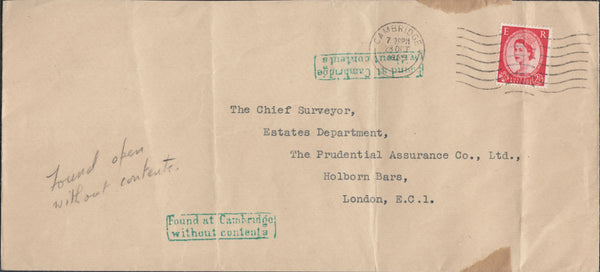 CAMBRIDGE
E R
Found at Cambridge
without contents
The Chief Surveyor,
Estates Department,
The Prudential Assurance Co., Ltd.,
Holborn Bars,
London, E.C.1.
Found open
without contents.
Found at Cambridge
without contents